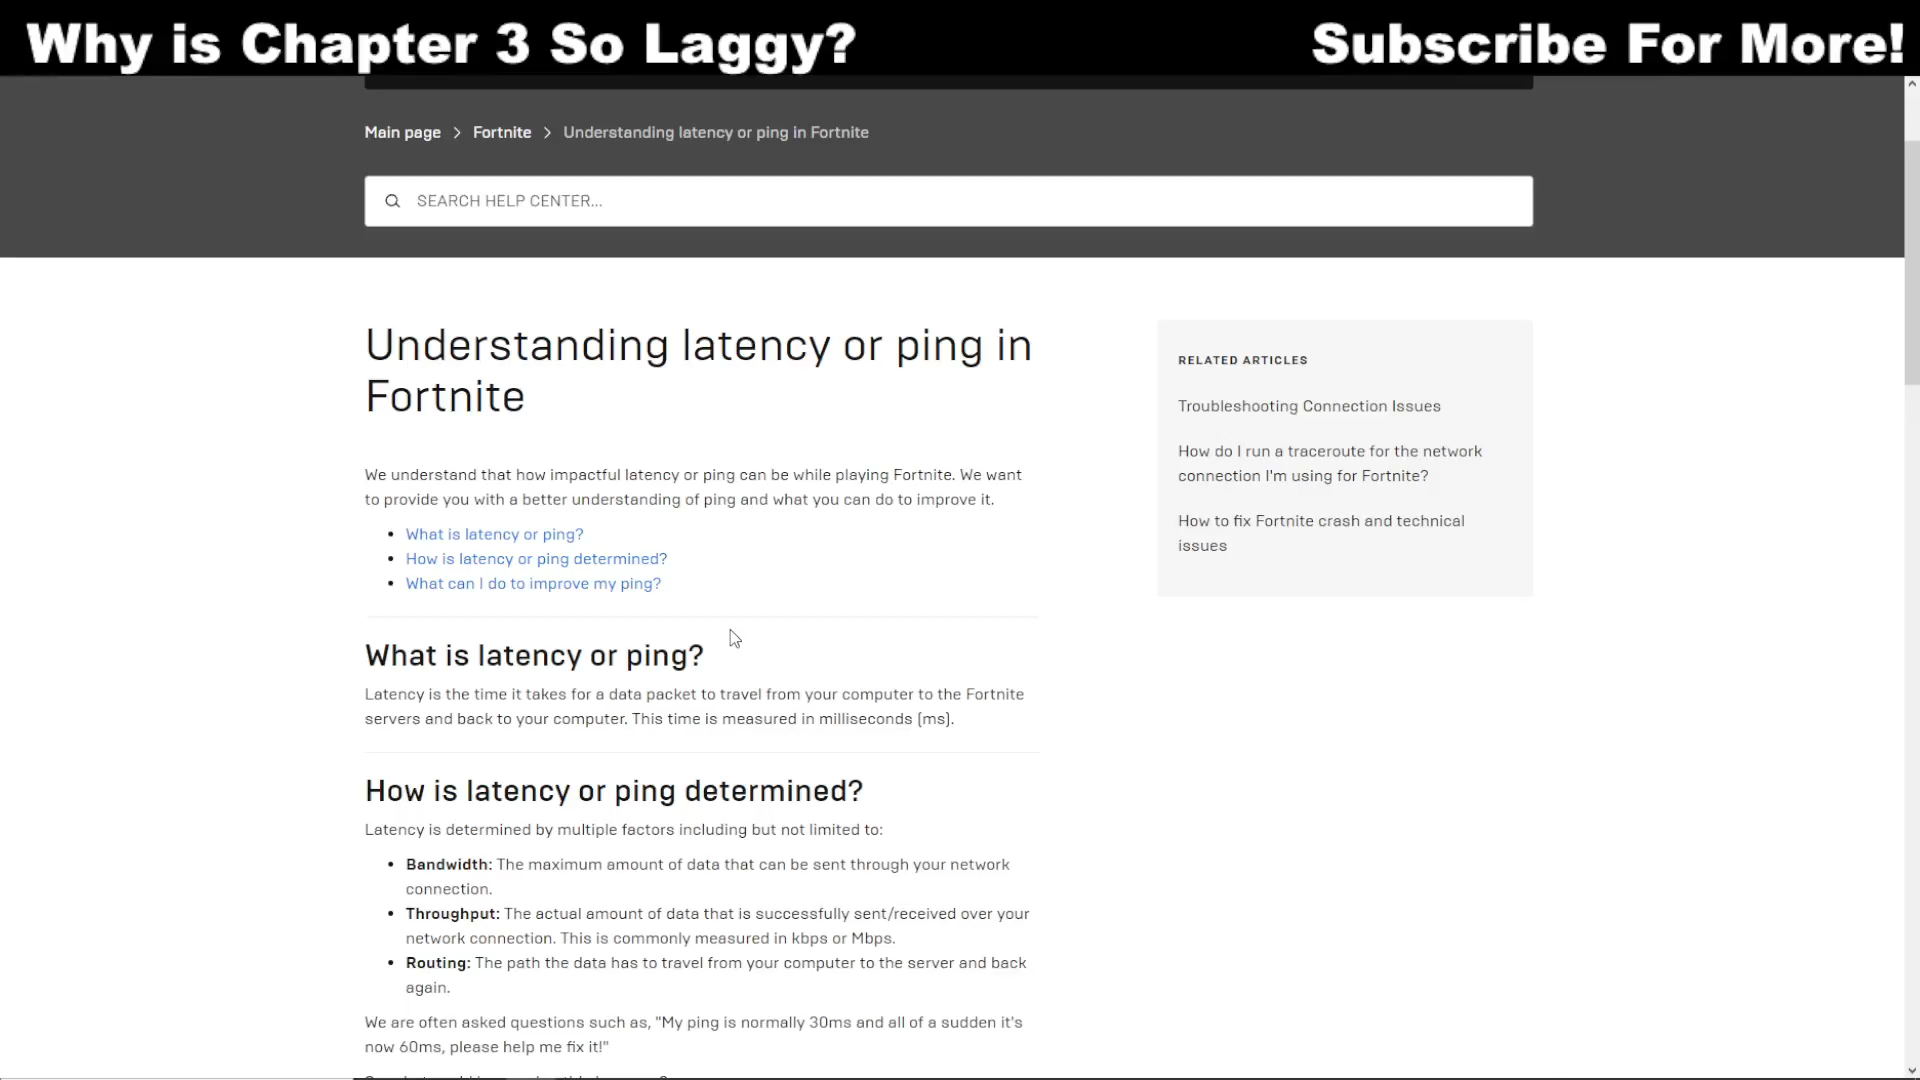 Why is Chapter 3 So Laggy?
Subscribe For More!
Main page > Fortnite > Understanding latency or ping in Fortnite
SEARCH HELP CENTER...
Understanding latency or ping in
Fortnite
We understand that how impactful latency or ping can be while playing Fortnite. We want
to provide you with a better understanding of ping and what you can do to improve it.
• What is latency or ping?
• How is latency or ping determined?
• What can I do to improve my ping?
What is latency or ping?
Latency is the time it takes for a data packet to travel from your computer to the Fortnite
servers and back to your computer. This time is measured in milliseconds (ms).
How is latency or ping determined?
Latency is determined by multiple factors including but not limited to:
• Bandwidth: The maximum amount of data that can be sent through your network
connection.
• Throughput: The actual amount of data that is successfully sent/received over your
network connection. This is commonly measured in kbps or Mbps.
• Routing: The path the data has to travel from your computer to the server and back
again.
We are often asked questions such as, "My ping is normally 30ms and all of a sudden it's
now 60ms, please help me fix it!"
RELATED ARTICLES
Troubleshooting Connection Issues
How do I run a traceroute for the network
connection I'm using for Fortnite?
How to fix Fortnite crash and technical
issues